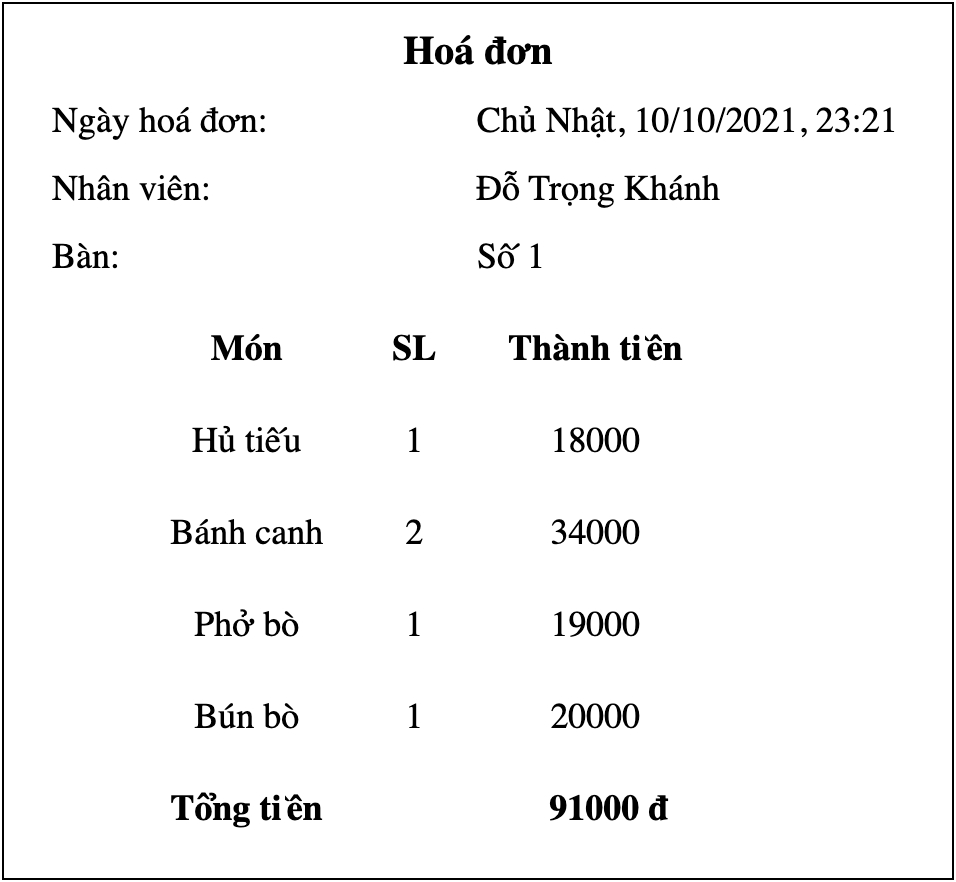 Hoá đơn
Ngày hoá đơn: Chủ Nhật, 10/10/2021, 23:21
Nhân viên: Đỗ Trọng Khánh
Bàn: Số 1
Món SL Thành tiền
Hủ tiếu 1 18000
Bánh canh 2 34000
Phở bò 1 19000
Bún bò 1 20000
Tổng tiền 91000 đ